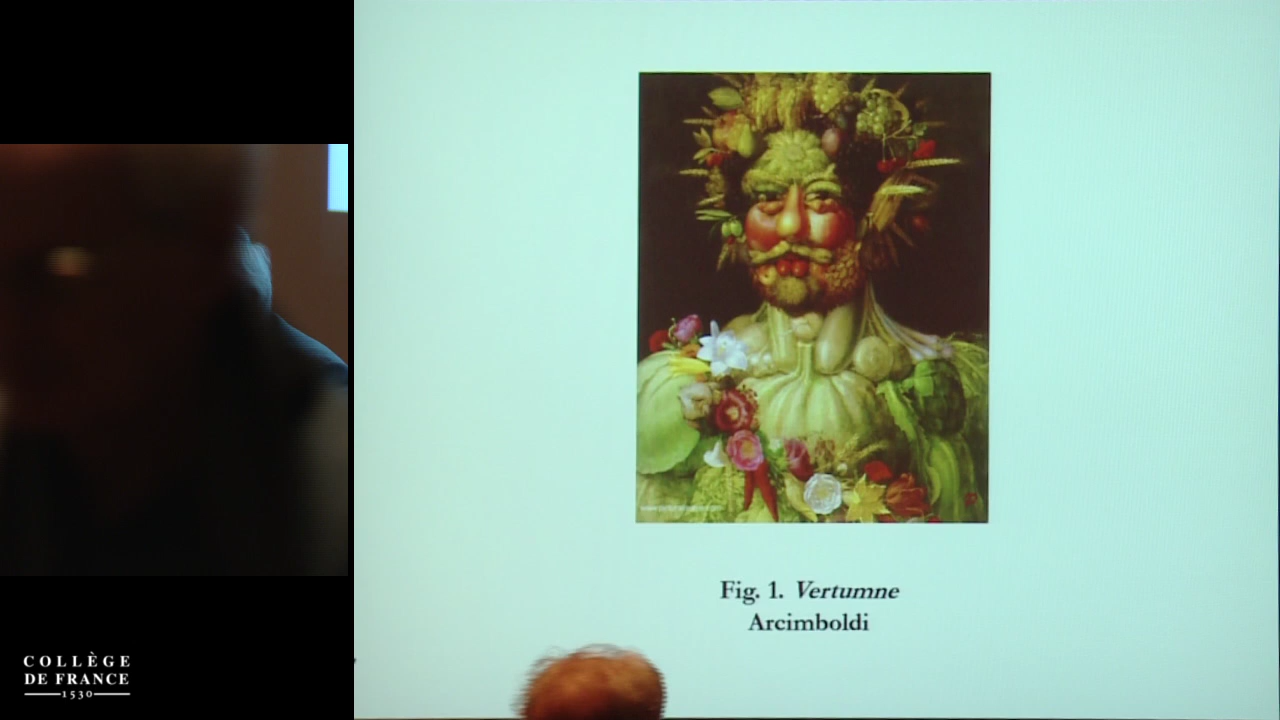 Fig. 1. Vertumne
Arcimboldi
COLLÈGE
DE FRANCE
1530